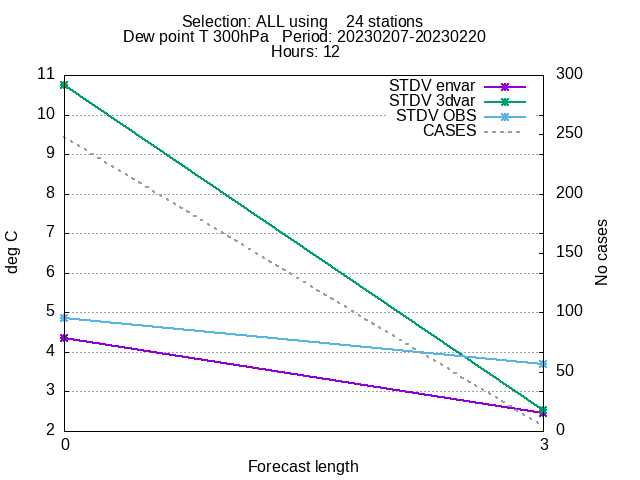 Selection: ALL using    24 stations
Dew point T 300hPa   Period: 20230207-20230220
Hours: 12
STDV envar
STDV 3dvar
STDV OBS
CASES
deg C
11
10
9
8
7
6
5
4
3
2
300
250
200
150
100
50
0
No cases
0
3
Forecast length